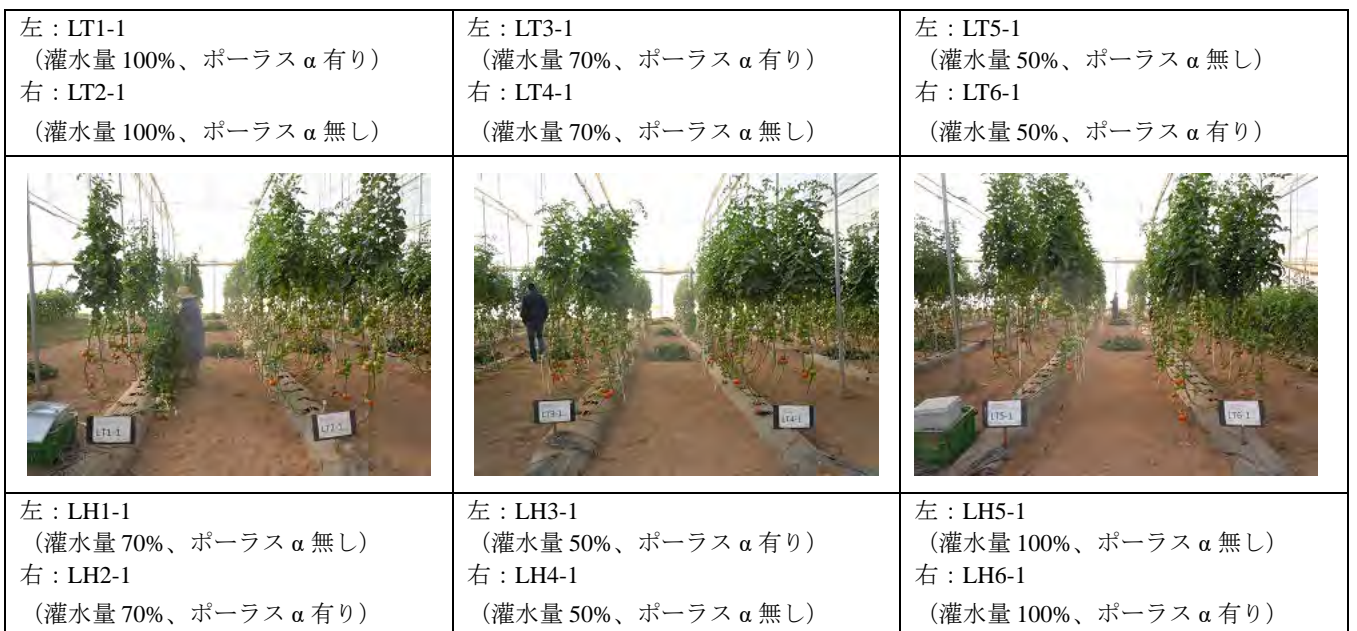 左：LT1-1
（灌水量 100%、ポーラス α 有り）
右：LT2-1
（灌水量 100%、ポーラス α 無し）
左：LT3-1
（灌水量 70%、ポーラス α 有り）
右：LT4-1
（灌水量 70%、ポーラス α 無し）
左：LT5-1
（灌水量 50%、ポーラス α 無し）
右：LT6-1
（灌水量 50%、ポーラス α 有り）
LT1-1
LT2-1
LT3-1
LT4-1
LT5-1
LT6-1
左：LH1-1
（灌水量 70%、ポーラス α 無し）
右：LH2-1
（灌水量 70%、ポーラス α 有り）
左：LH3-1
（灌水量 50%、ポーラス α 有り）
右：LH4-1
（灌水量 50%、ポーラス α 無し）
左：LH5-1
（灌水量 100%、ポーラス α 無し）
右：LH6-1
（灌水量 100%、ポーラス α 有り）